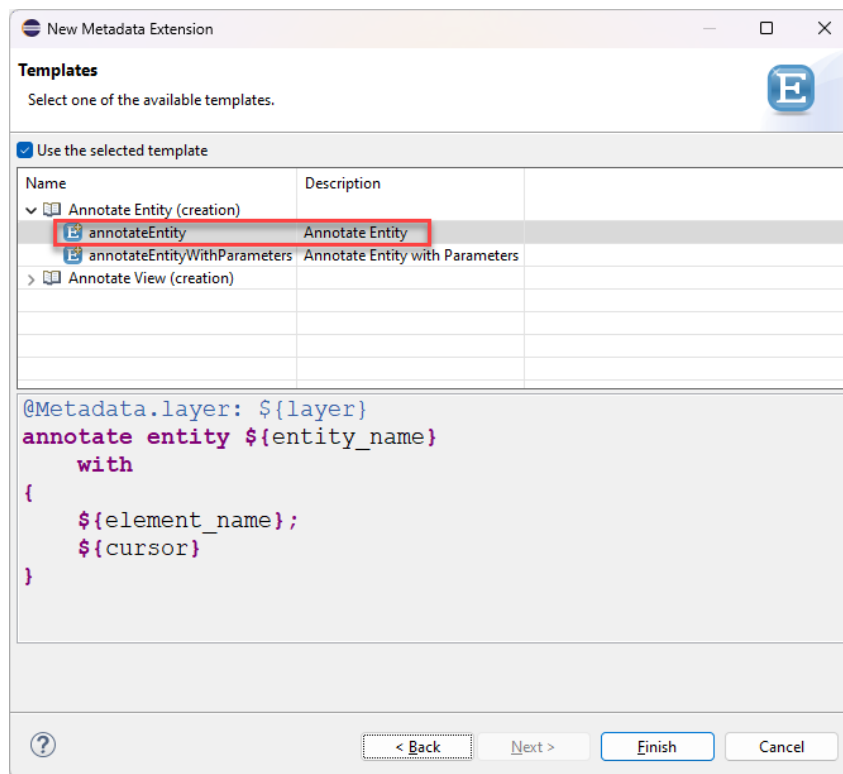 New Metadata Extension
Templates
Select one of the available templates.
E
Use the selected template
Name Description
Annotate Entity (creation)
E annotateEntity Annotate Entity
E annotateEntityWithParameters Annotate Entity with Parameters
Annotate View (creation)
@Metadata.layer: ${layer}
annotate entity ${entity_name}
with
{
${element_name};
${cursor}
}
? < Back Next > Finish Cancel